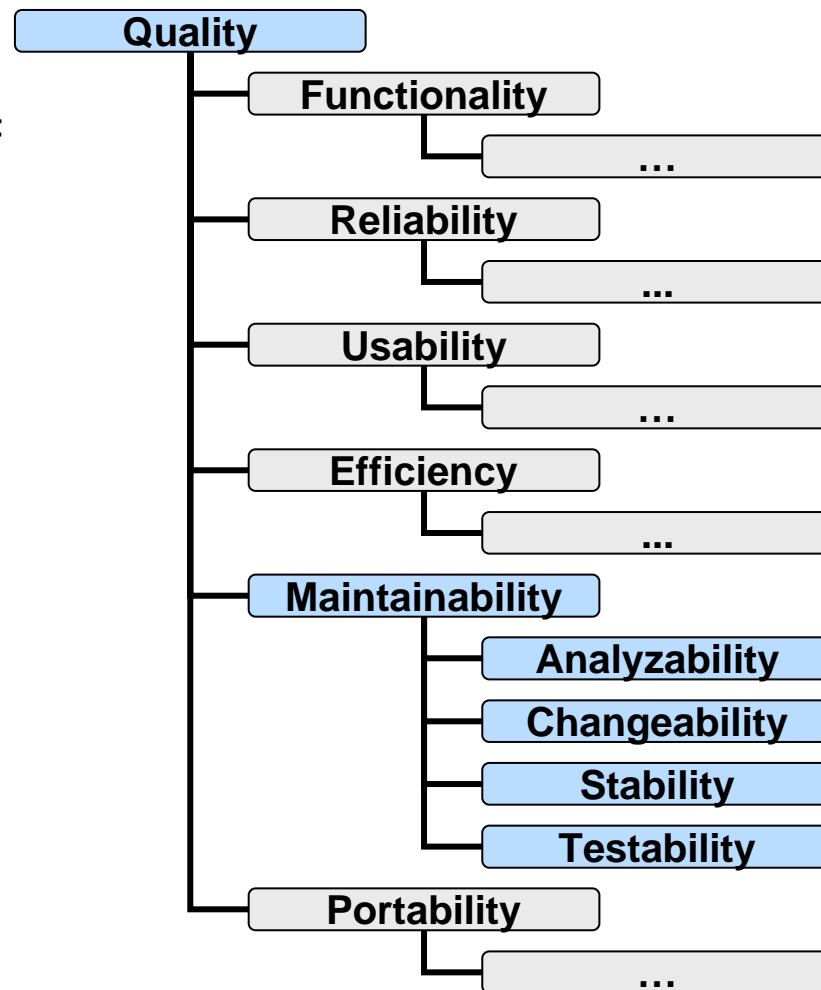 Quality
Functionality
:
…
Reliability
...
Usability
…
Efficiency
...
Maintainability
Analyzability
Changeability
Stability
Testability
Portability
…